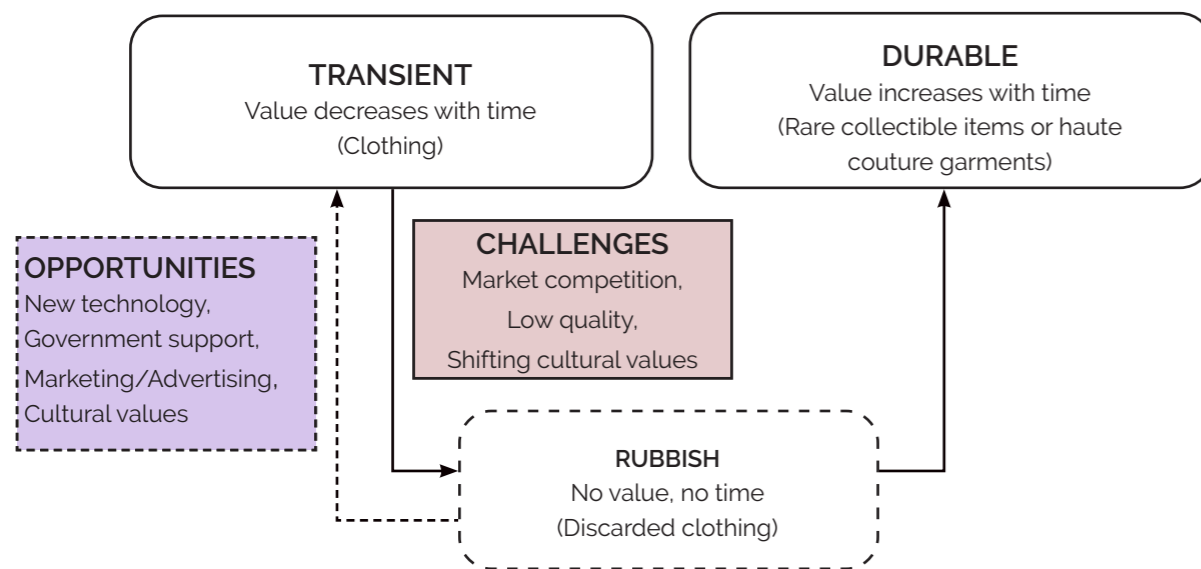 TRANSIENT
Value decreases with time
(Clothing)
DURABLE
Value increases with time
(Rare collectible items or haute
couture garments)
OPPORTUNITIES
New technology,
Government support,
Marketing/Advertising,
Cultural values
CHALLENGES
Market competition,
Low quality,
Shifting cultural values
RUBBISH
No value, no time
(Discarded clothing)